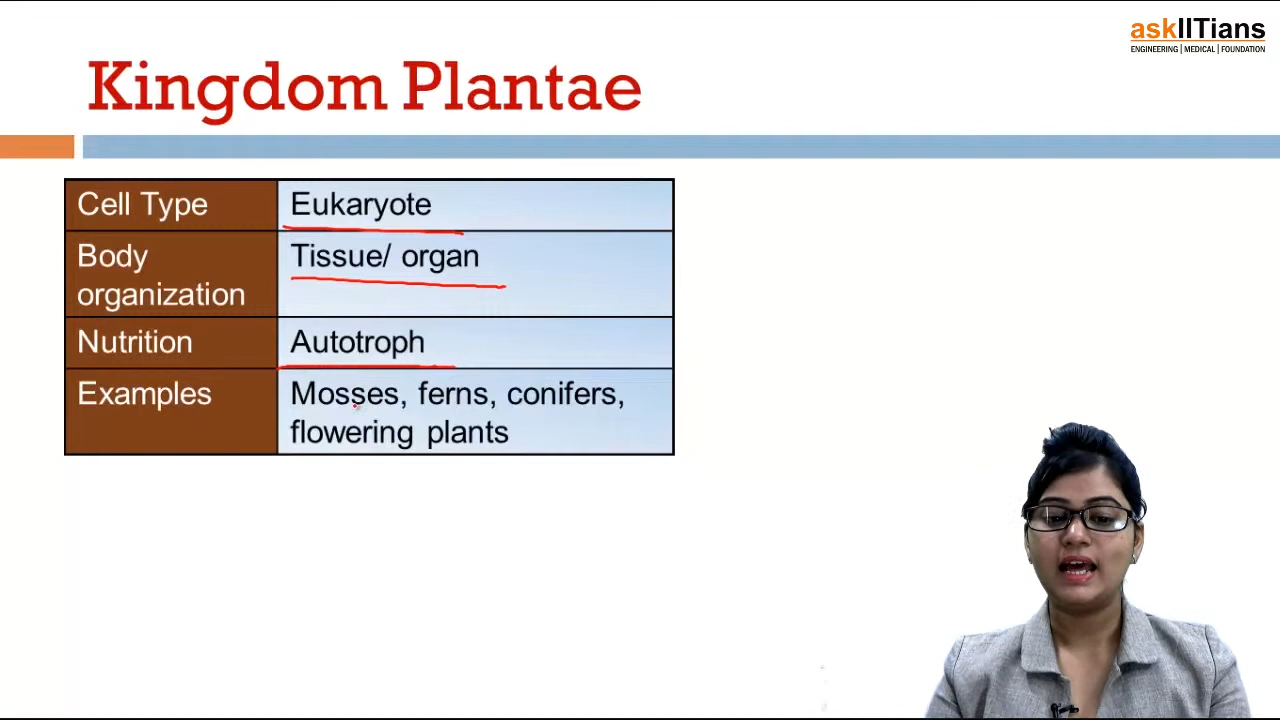 askIITians
ENGINEERING | MEDICAL | FOUNDATION
Kingdom Plantae
Cell Type
Eukaryote
Body
organization
Tissue/ organ
Nutrition
Autotroph
Examples
Mosses, ferns, conifers,
flowering plants